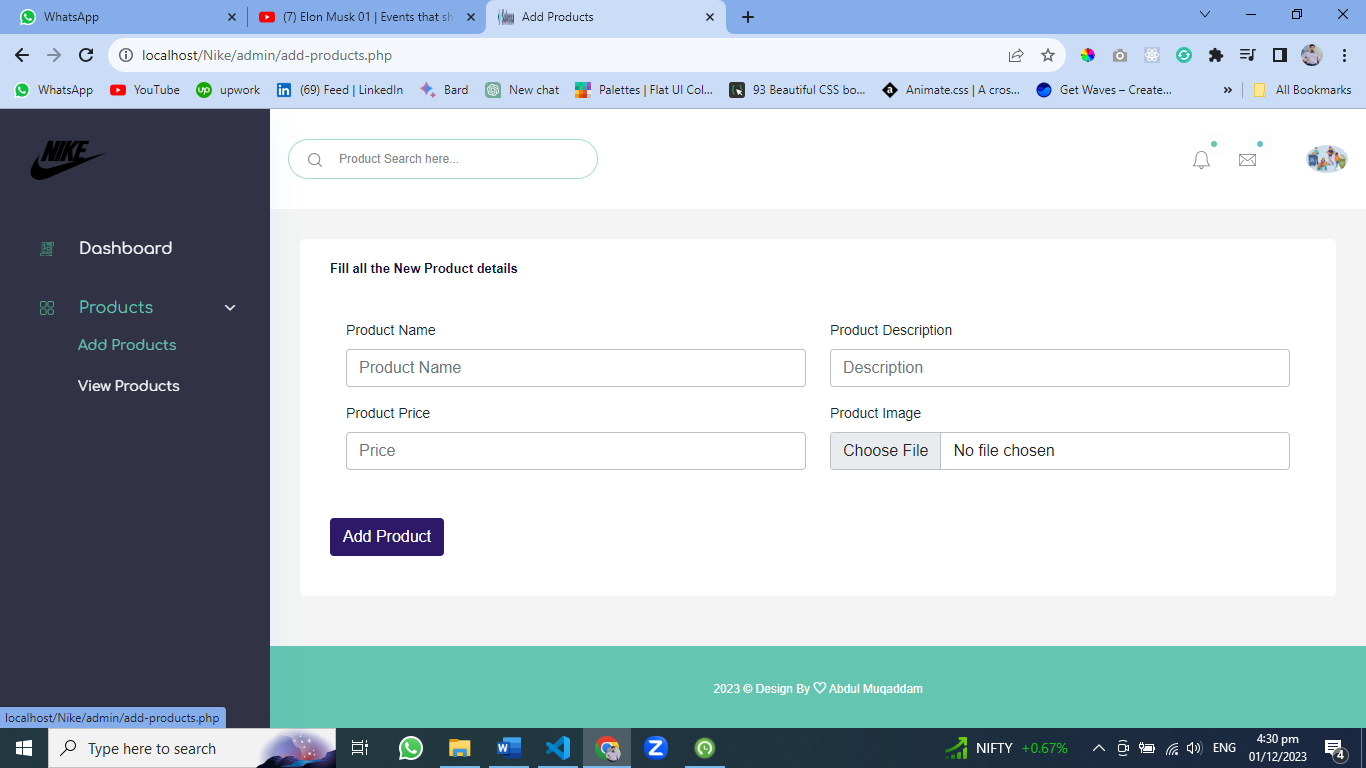 WhatsApp
(7) Elon Musk 01 | Events that sh
Add Products
localhost/Nike/admin/add-products.php
WhatsApp
YouTube
upwork
(69) Feed | LinkedIn
Bard
New chat
Palettes | Flat UI Col...
93 Beautiful CSS bo...
Animate.css | A cros...
Get Waves – Create...
»
All Bookmarks
NIKE
Product Search here...
Dashboard
Products
Add Products
View Products
Fill all the New Product details
Product Name
Product Description
Product Name
Description
Product Price
Product Image
Price
Choose File No file chosen
Add Product
2023 © Design By ♡ Abdul Muqaddam
localhost/Nike/admin/add-products.php
Type here to search
NIFTY +0.67%
ENG
4:30 pm
01/12/2023
4